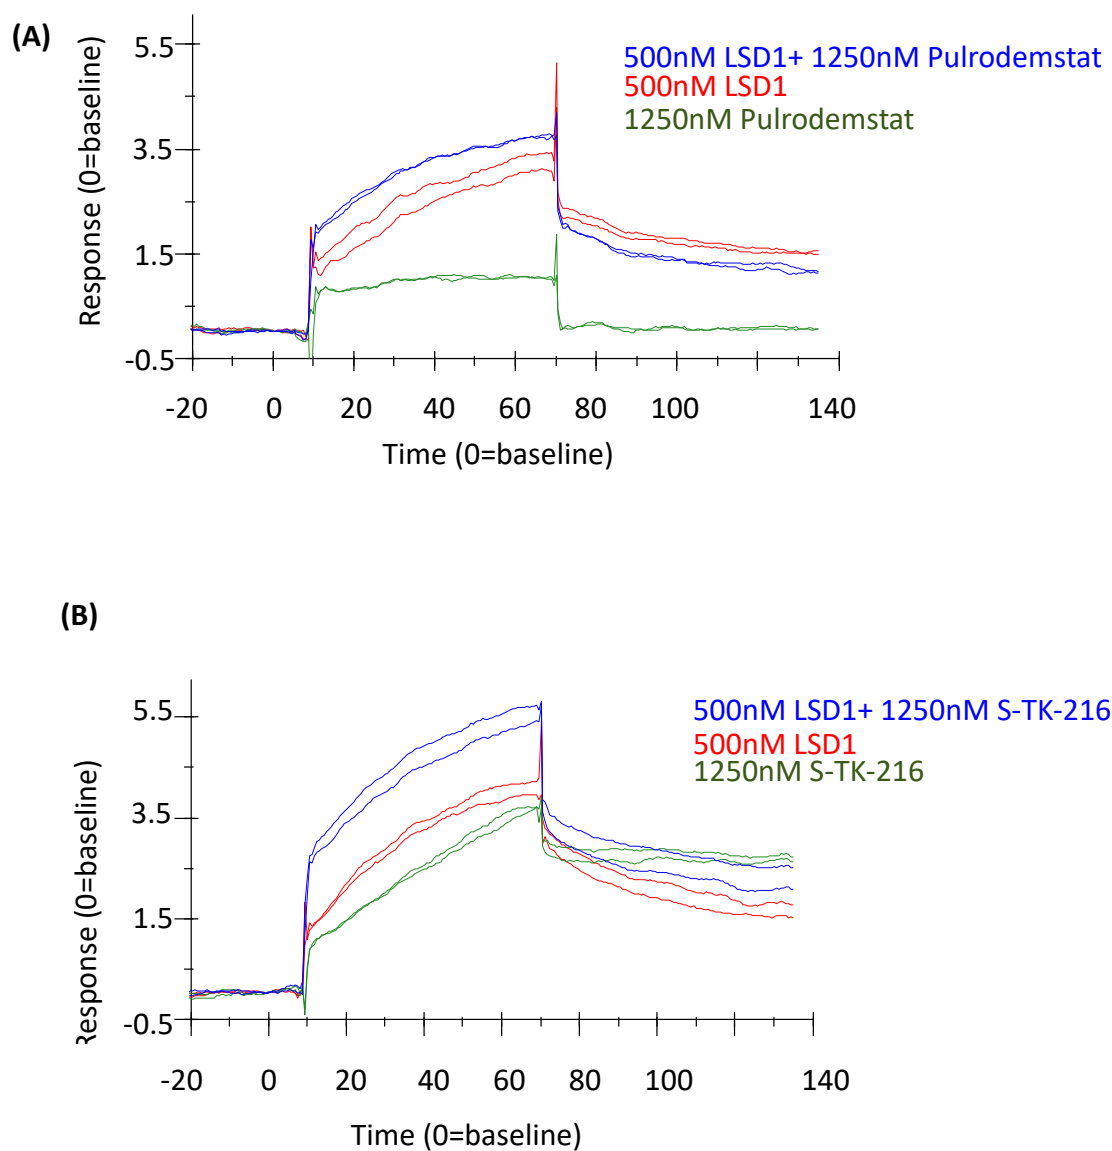 (A)
Response (0=baseline)
5.5
3.5
1.5
-0.5
500nM LSD1+ 1250nM Pulrodemstat
500nM LSD1
1250nM Pulrodemstat
-20 0 20 40 60 80 100 140
Time (0=baseline)
(B)
Response (0=baseline)
5.5
3.5
1.5
-0.5
500nM LSD1+ 1250nM S-TK-216
500nM LSD1
1250nM S-TK-216
-20 0 20 40 60 80 100 140
Time (0=baseline)